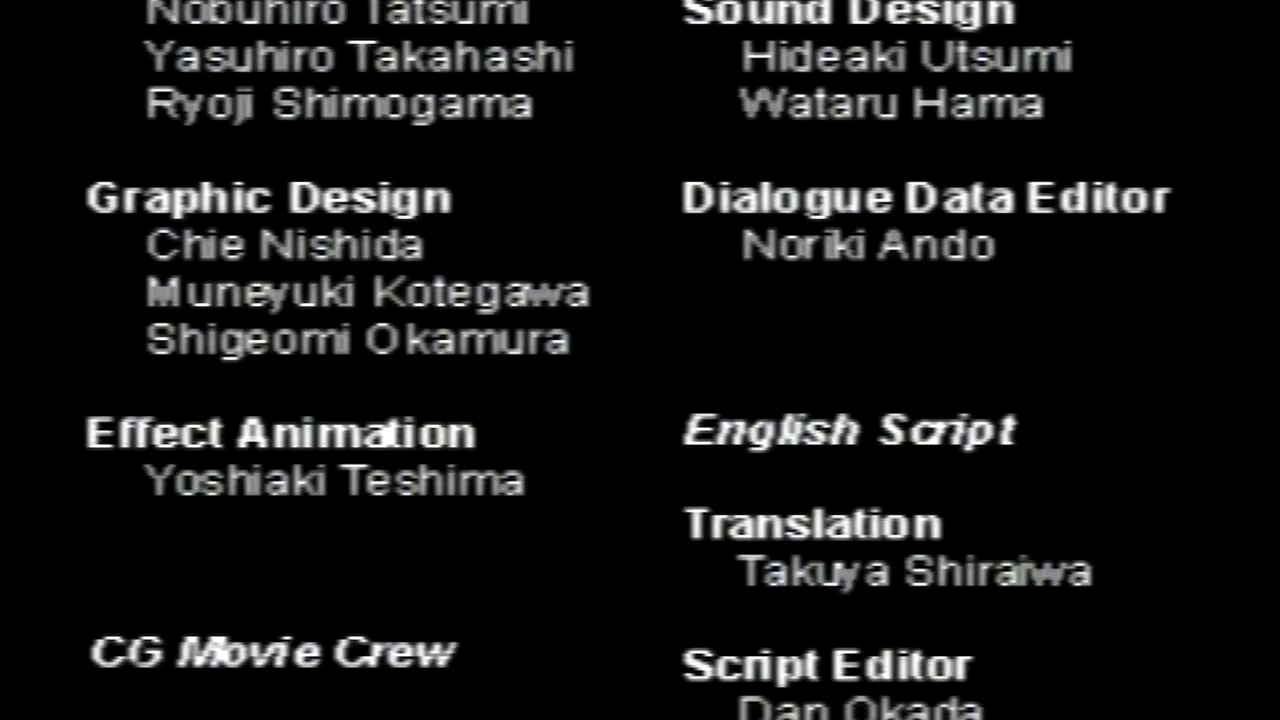 Nobuhiro Tatsumi
Yasuhiro Takahashi
Ryoji Shimogama
Graphic Design
Chie Nishida
Muneyuki Kotegawa
Shigeomi Okamura
Effect Animation
Yoshiaki Teshima
CG Movie Crew
Sound Design
Hideaki Utsumi
Wataru Hama
Dialogue Data Editor
Noriki Ando
English Script
Translation
Takuya Shiraiwa
Script Editor
Dan Okada